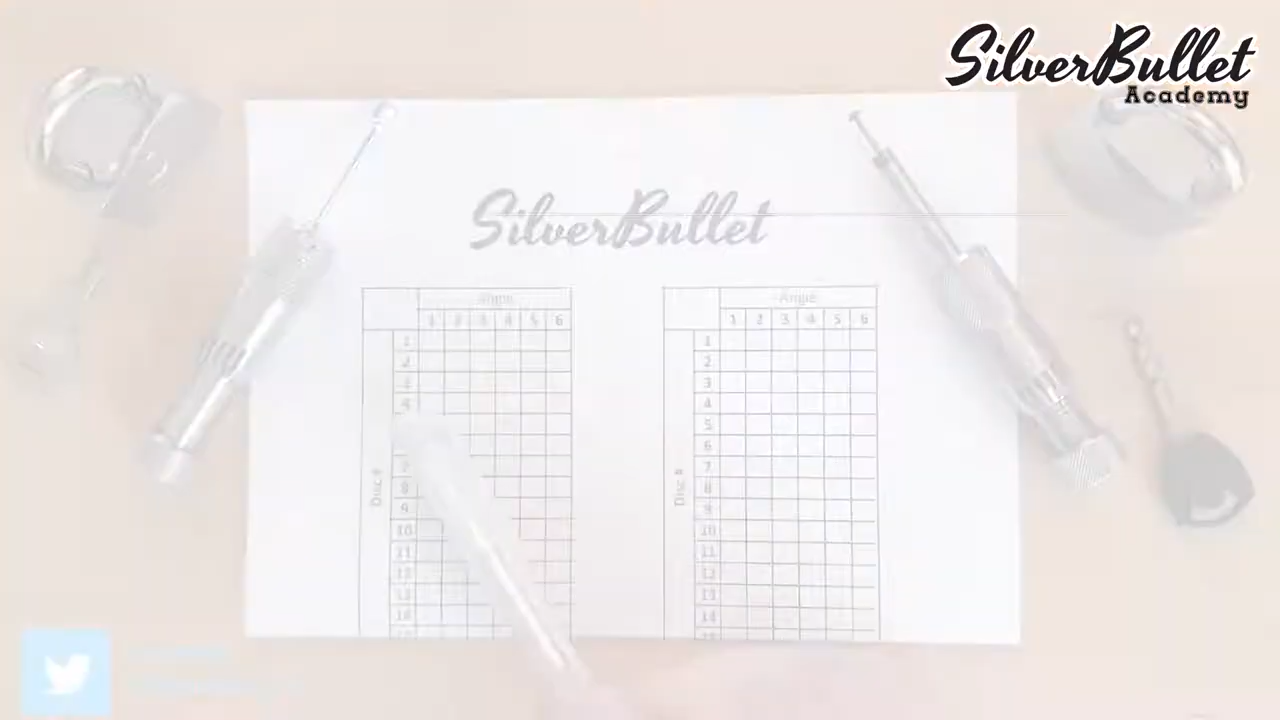 SilverBullet
Academy
SilverBullet
Angle
Angle
1 2 3 4 5 6
1 2 3 4 5 6
Disc #
Disc #
1
2
3
4
7
8
9
10
11
12
13
14
1
2
3
4
5
6
7
8
9
10
11
12
13
14